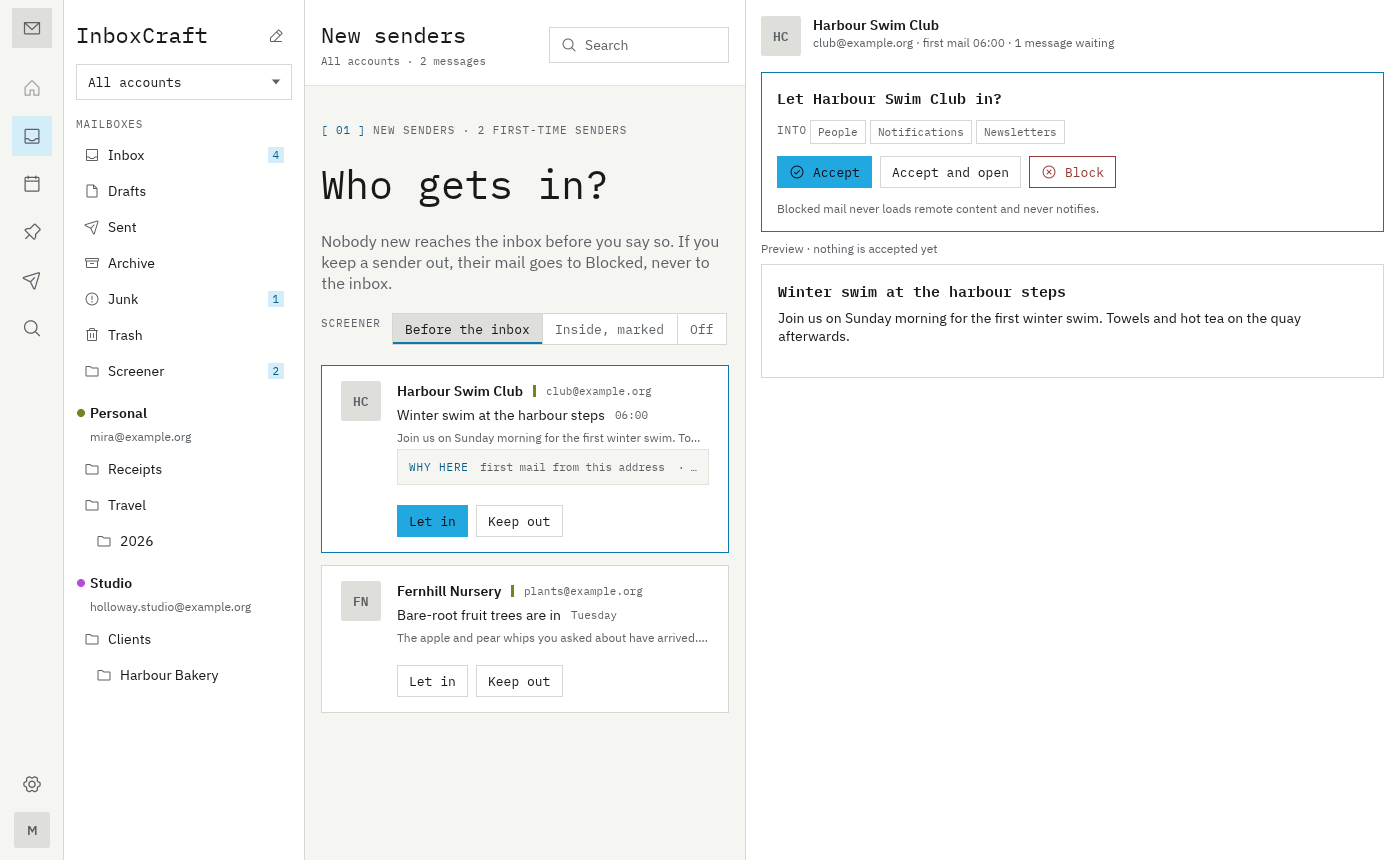 InboxCraft
All accounts
MAILBOXES
Inbox 4
Drafts
Sent
Archive
Junk 1
Trash
Screener 2
Personal
mira@example.org
Receipts
Travel
2026
Studio
holloway.studio@example.org
Clients
Harbour Bakery
M
New senders
All accounts · 2 messages
Search
[ 01 ] NEW SENDERS · 2 FIRST-TIME SENDERS
Who gets in?
Nobody new reaches the inbox before you say so. If you
keep a sender out, their mail goes to Blocked, never to
the inbox.
SCREENER Before the inbox Inside, marked Off
HC
Harbour Swim Club club@example.org
Winter swim at the harbour steps 06:00
Join us on Sunday morning for the first winter swim. To…
WHY HERE first mail from this address · …
Let in Keep out
FN
Fernhill Nursery plants@example.org
Bare-root fruit trees are in Tuesday
The apple and pear whips you asked about have arrived.…
Let in Keep out
HC
Harbour Swim Club
club@example.org · first mail 06:00 · 1 message waiting
Let Harbour Swim Club in?
INTO People Notifications Newsletters
Accept Accept and open Block
Blocked mail never loads remote content and never notifies.
Preview · nothing is accepted yet
Winter swim at the harbour steps
Join us on Sunday morning for the first winter swim. Towels and hot tea on the quay
afterwards.